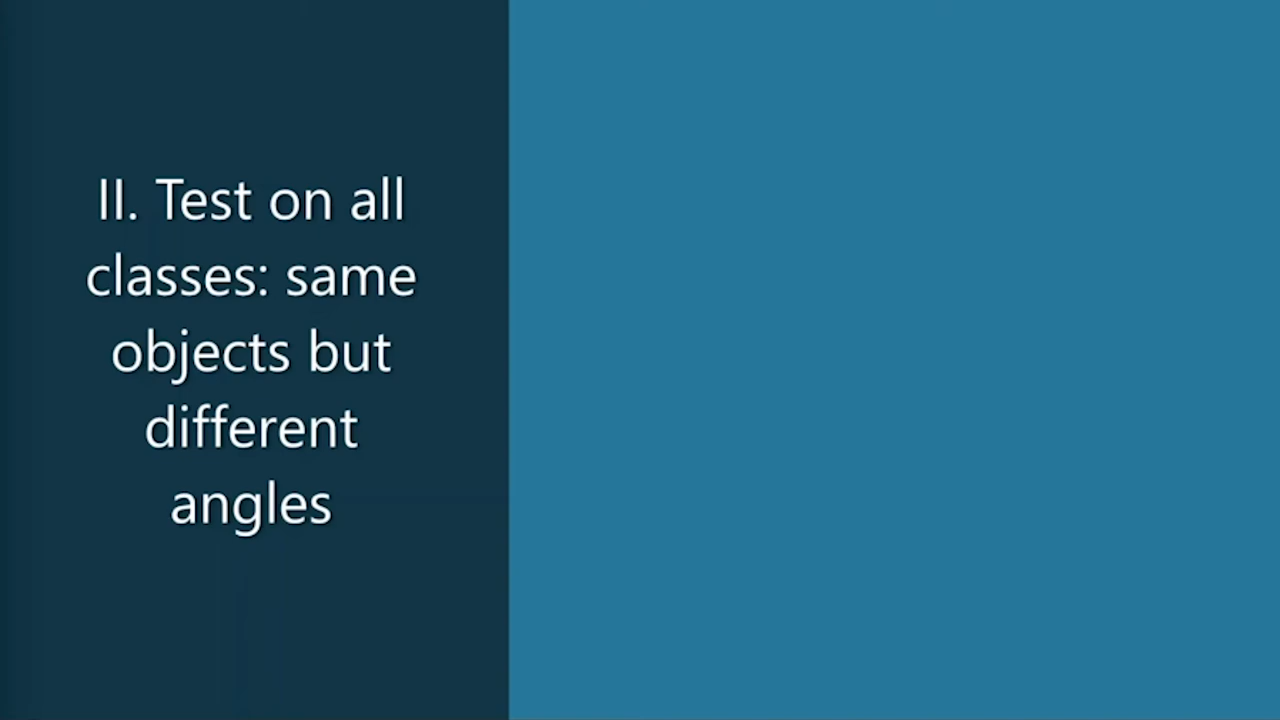 II. Test on all
classes: same
objects but
different
angles